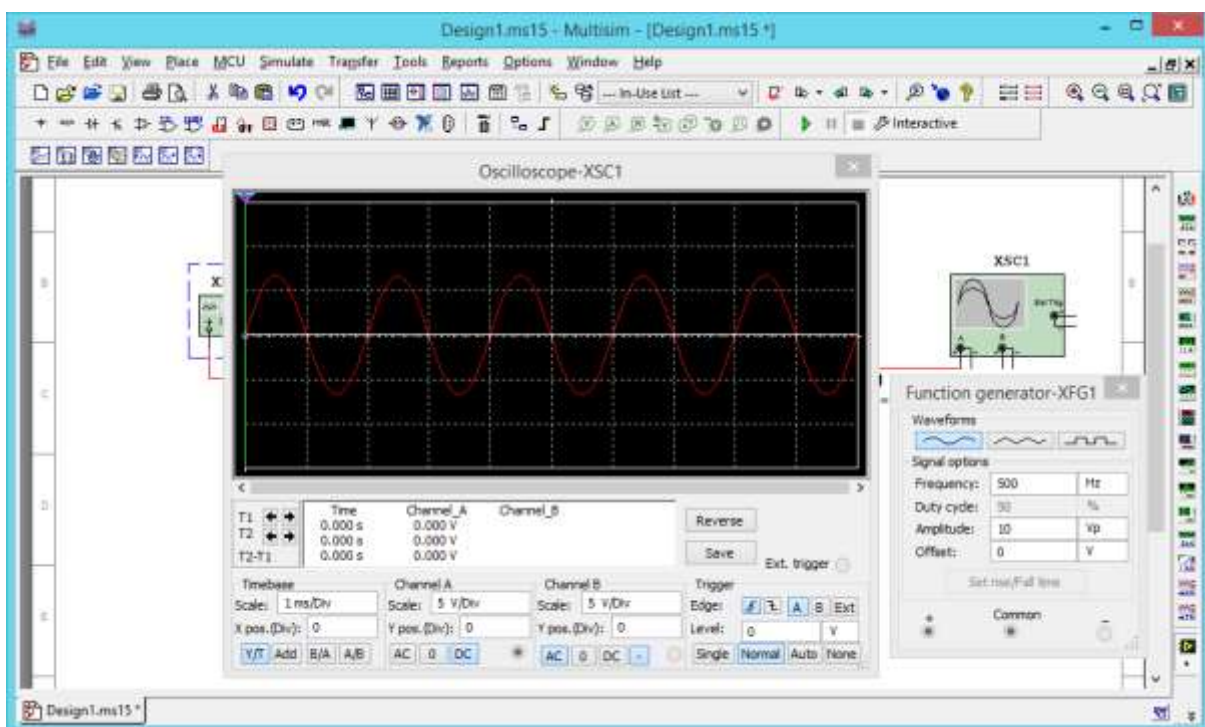 Design1.ms15 - Multisim - [Design1.ms15 *]
File Edit View Place MCU Simulate Transfer Tools Reports Options Window Help
--- In-Use List ---
Interactive
Oscilloscope-XSC1
XSC1
Ext Trig
A B
Function generator-XFG1
Waveforms
Signal options
Frequency: 500 Hz
Duty cycle: 50 %
Amplitude: 10 Vp
Offset: 0 V
Set rise/Fall time
Common
T1
T2
T2-T1
Time Channel_A Channel_B
0.000 s 0.000 V
0.000 s 0.000 V
0.000 s 0.000 V
Reverse
Save
Ext. trigger
Timebase
Scale: 1 ms/Div
X pos.(Div): 0
Y/T Add B/A A/B
Channel A
Scale: 5 V/Div
Y pos.(Div): 0
AC 0 DC
Channel B
Scale: 5 V/Div
Y pos.(Div): 0
AC 0 DC -
Trigger
Edge: A B Ext
Level: 0 V
Single Normal Auto None
Design1.ms15 *